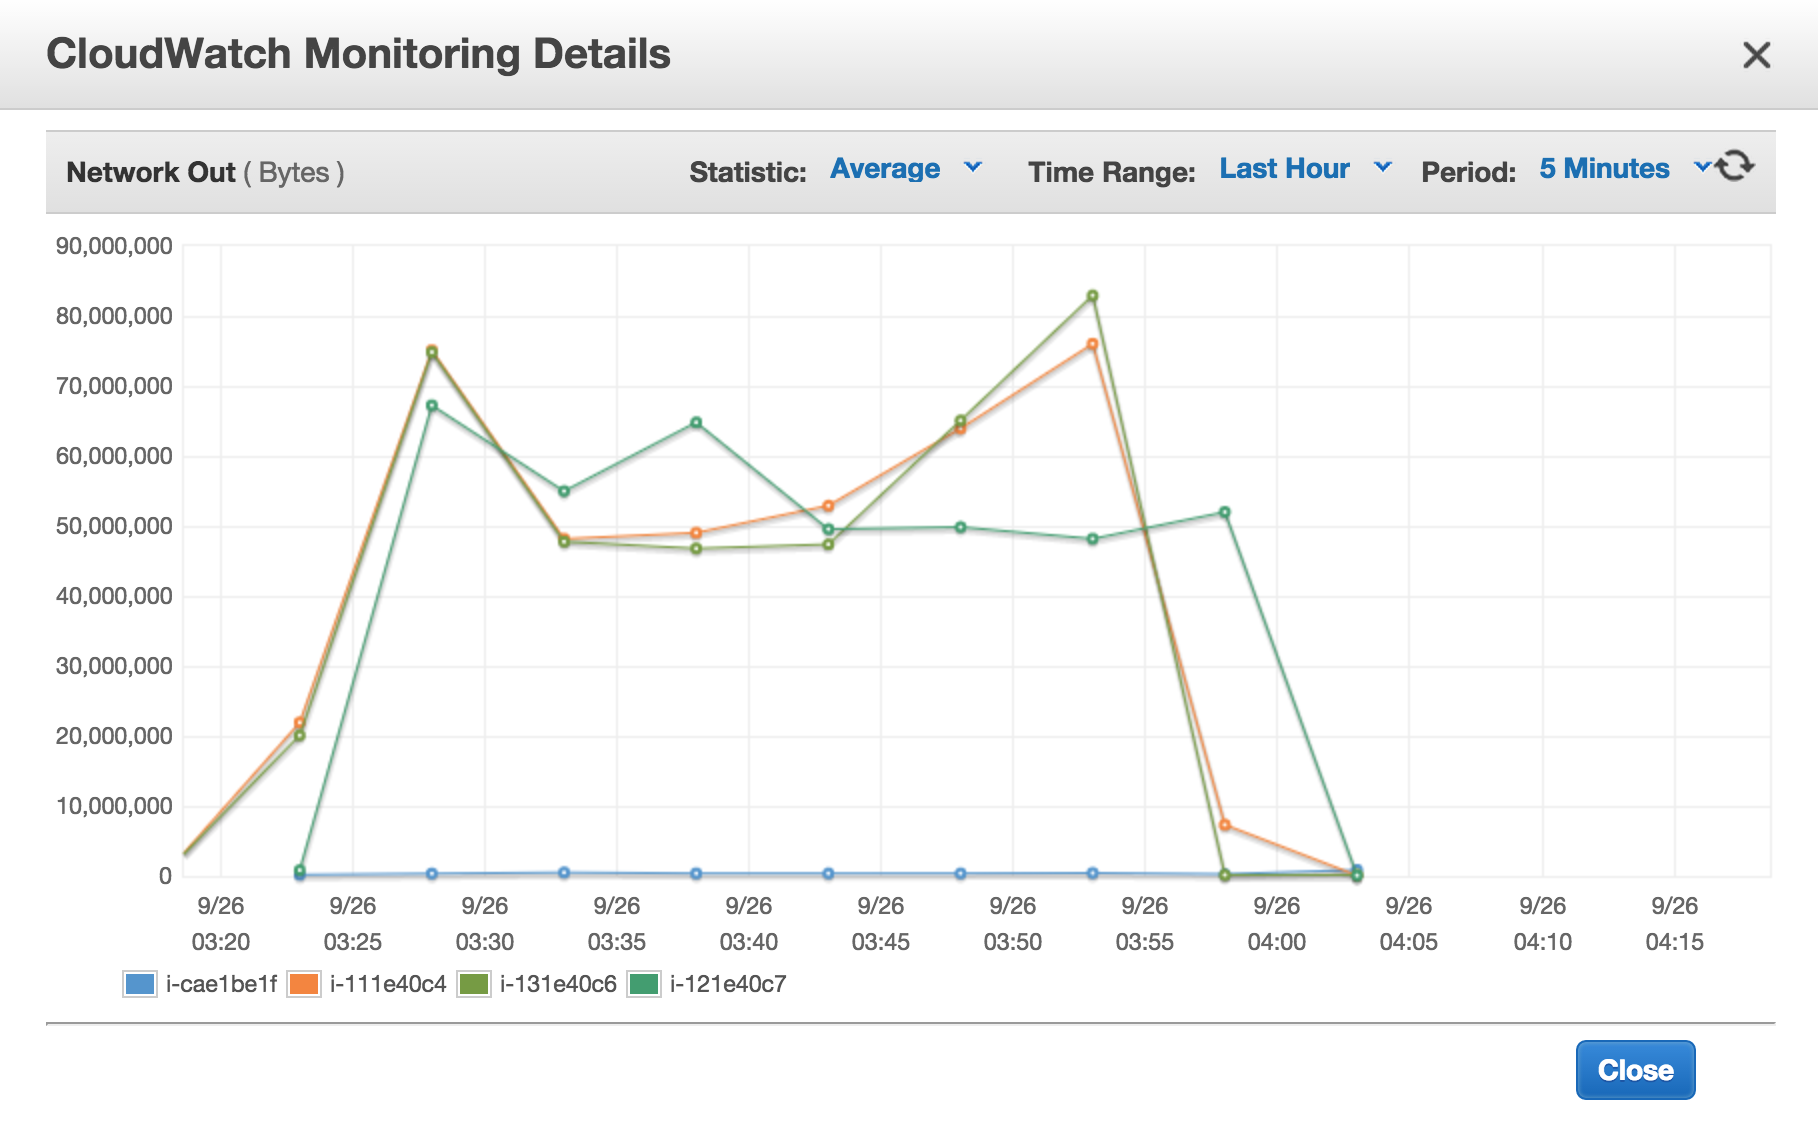 CloudWatch Monitoring Details
Network Out ( Bytes )
Statistic: Average
Time Range: Last Hour
Period: 5 Minutes
90,000,000
80,000,000
70,000,000
60,000,000
50,000,000
40,000,000
30,000,000
20,000,000
10,000,000
0
9/26 9/26 9/26 9/26 9/26 9/26 9/26 9/26 9/26 9/26 9/26 9/26
03:20 03:25 03:30 03:35 03:40 03:45 03:50 03:55 04:00 04:05 04:10 04:15
i-cae1be1f i-111e40c4 i-131e40c6 i-121e40c7
Close